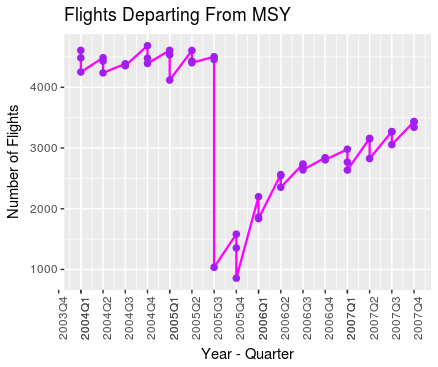 Flights Departing From MSY
Number of Flights
4000
3000
2000
1000
2003Q4
2004Q1
2004Q2
2004Q3
2004Q4
2005Q1
2005Q2
2005Q3
2005Q4
2006Q1
2006Q2
2006Q3
2006Q4
2007Q1
2007Q2
2007Q3
2007Q4
Year - Quarter